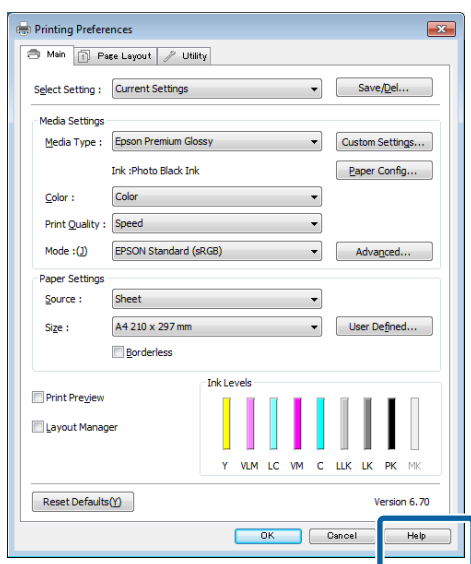 Printing Preferences
Main Page Layout Utility
Select Setting : Current Settings Save/Del...
Media Settings
Media Type : Epson Premium Glossy Custom Settings...
Ink :Photo Black Ink Paper Config...
Color : Color
Print Quality : Speed
Mode :(J) EPSON Standard (sRGB) Advanced...
Paper Settings
Source : Sheet
Size : A4 210 x 297 mm User Defined...
Borderless
Ink Levels
Print Preview
Layout Manager
Y VLM LC VM C LLK LK PK MK
Reset Defaults(Y) Version 6.70
OK Cancel Help